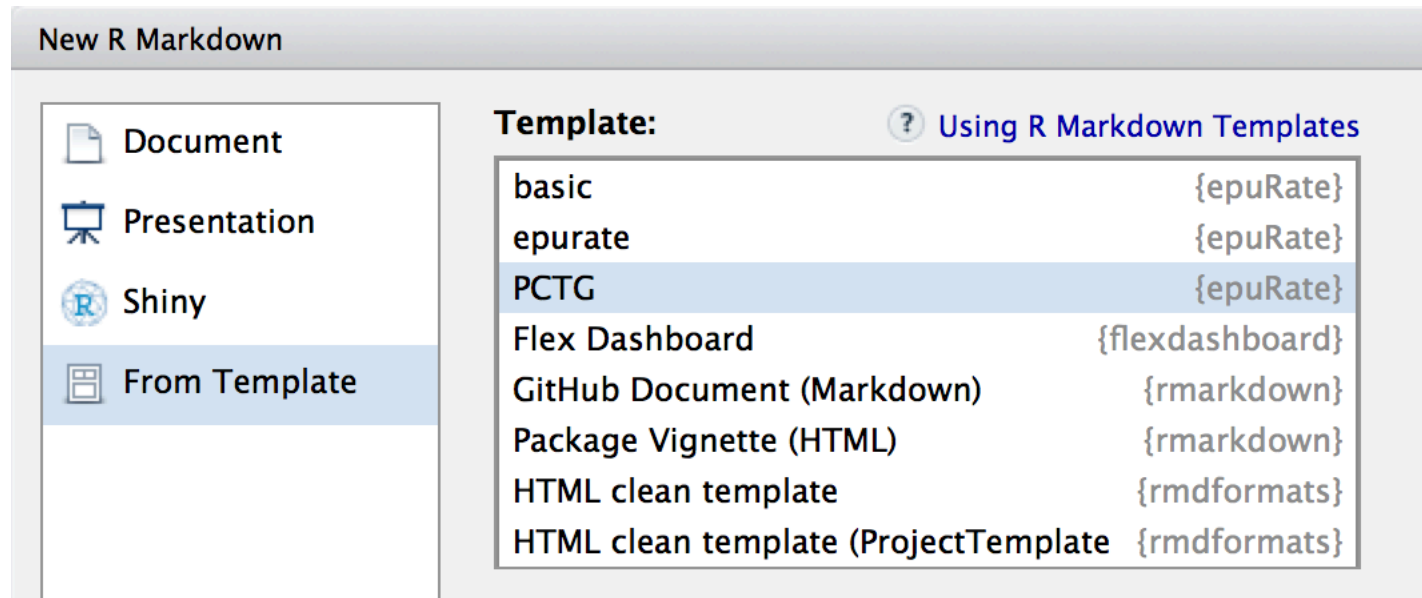 New R Markdown
Document
Presentation
Shiny
From Template
Template:
? Using R Markdown Templates
basic {epuRate}
epurate {epuRate}
PCTG {epuRate}
Flex Dashboard {flexdashboard}
GitHub Document (Markdown) {rmarkdown}
Package Vignette (HTML) {rmarkdown}
HTML clean template {rmdformats}
HTML clean template (ProjectTemplate {rmdformats}